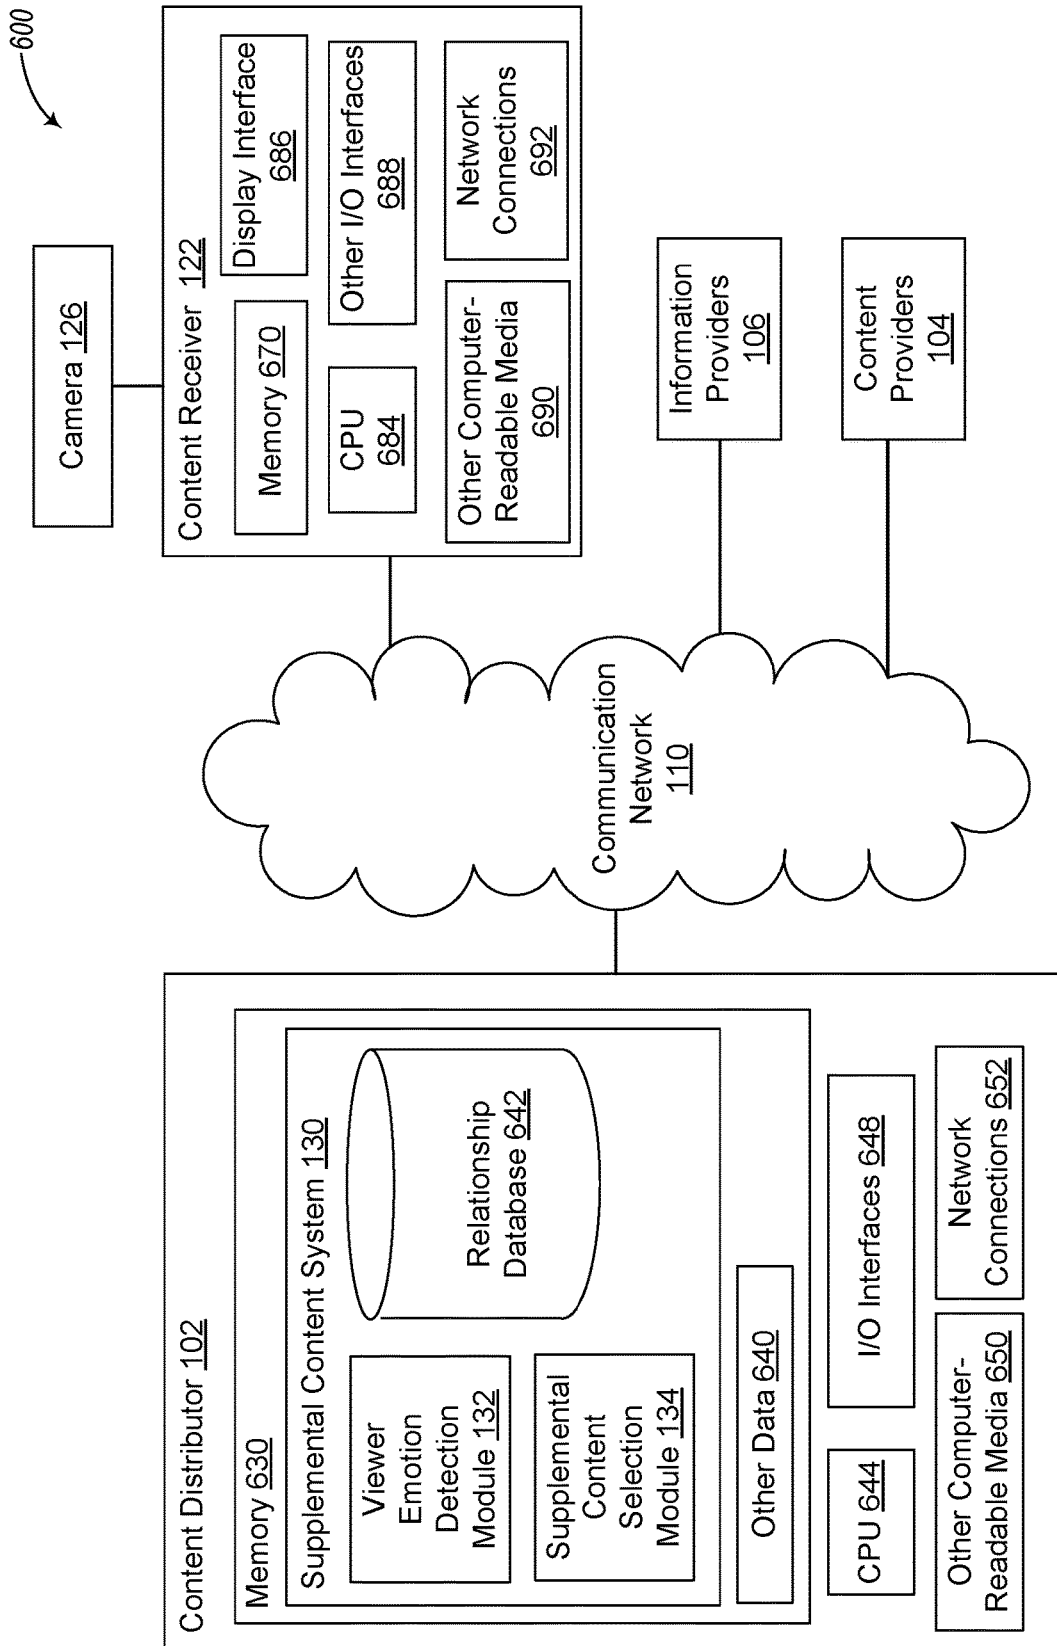 600
Content Distributor 102
Memory 630
Supplemental Content System 130
Viewer
Emotion
Detection
Module 132
Supplemental
Content
Selection
Module 134
Relationship
Database 642
Other Data 640
CPU 644
I/O Interfaces 648
Other Computer-
Readable Media 650
Network
Connections 652
Communication
Network
110
Camera 126
Content Receiver 122
Memory 670
Display Interface
686
CPU
684
Other I/O Interfaces
688
Other Computer-
Readable Media
690
Network
Connections
692
Information
Providers
106
Content
Providers
104